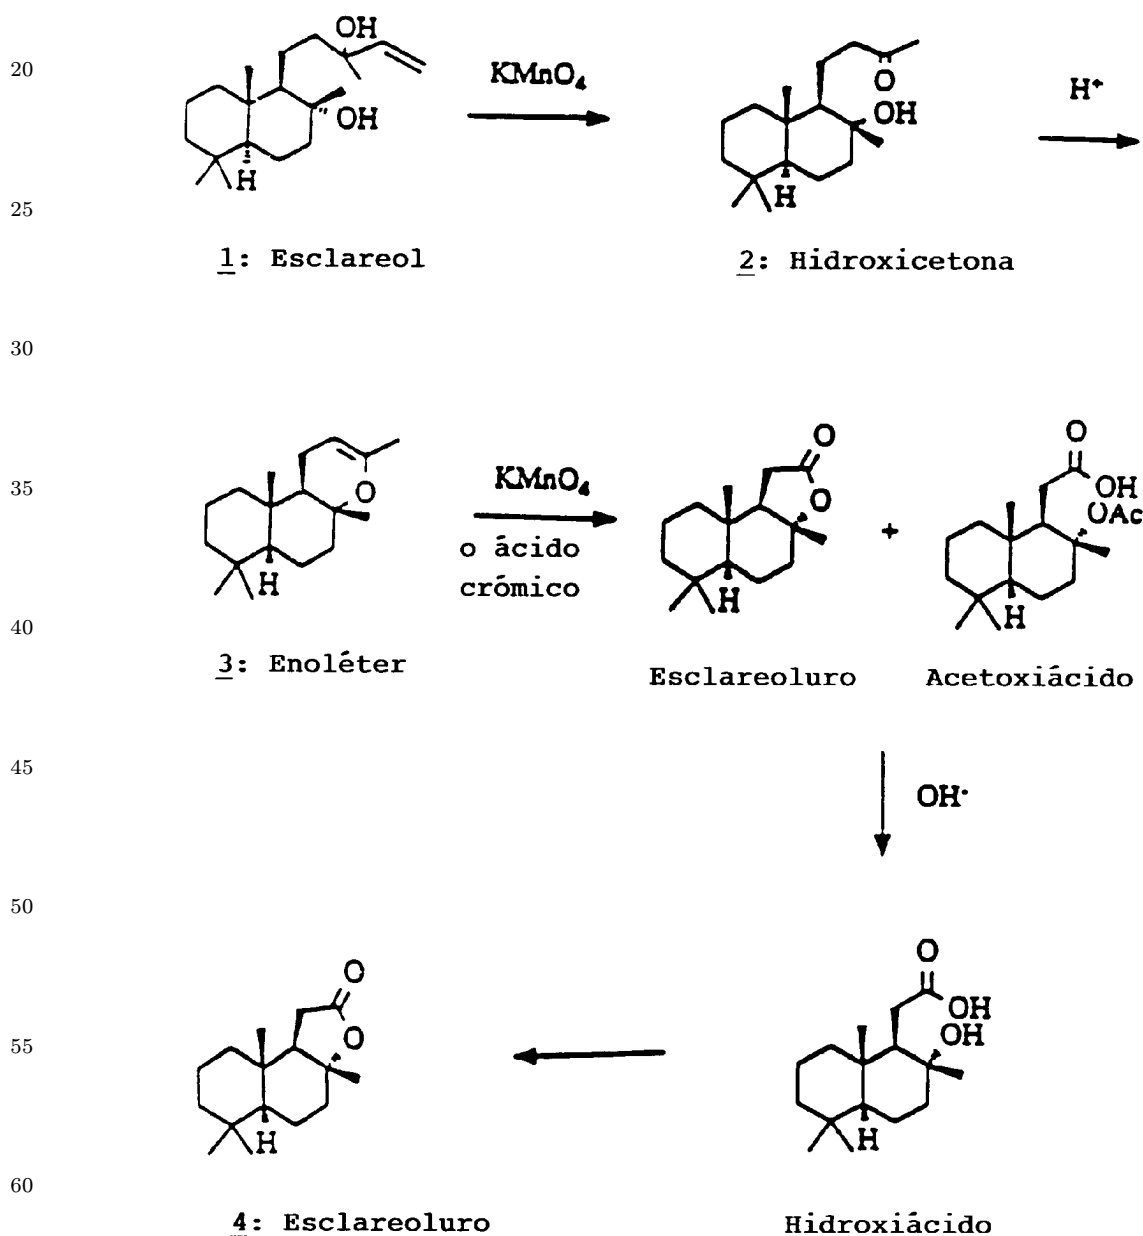 20
OH
OH
H
KMnO₄
O
OH
H
H⁺
25
1: Esclareol
2: Hidroxicetona
30
35
O
H
KMnO₄
o ácido
crómico
O
O
H
+
O
OH
OAc
H
40
3: Enoléter
Esclareoluro
Acetoxiácido
45
OH·
50
55
O
O
H
O
OH
OH
H
60
4: Esclareoluro
Hidroxiácido